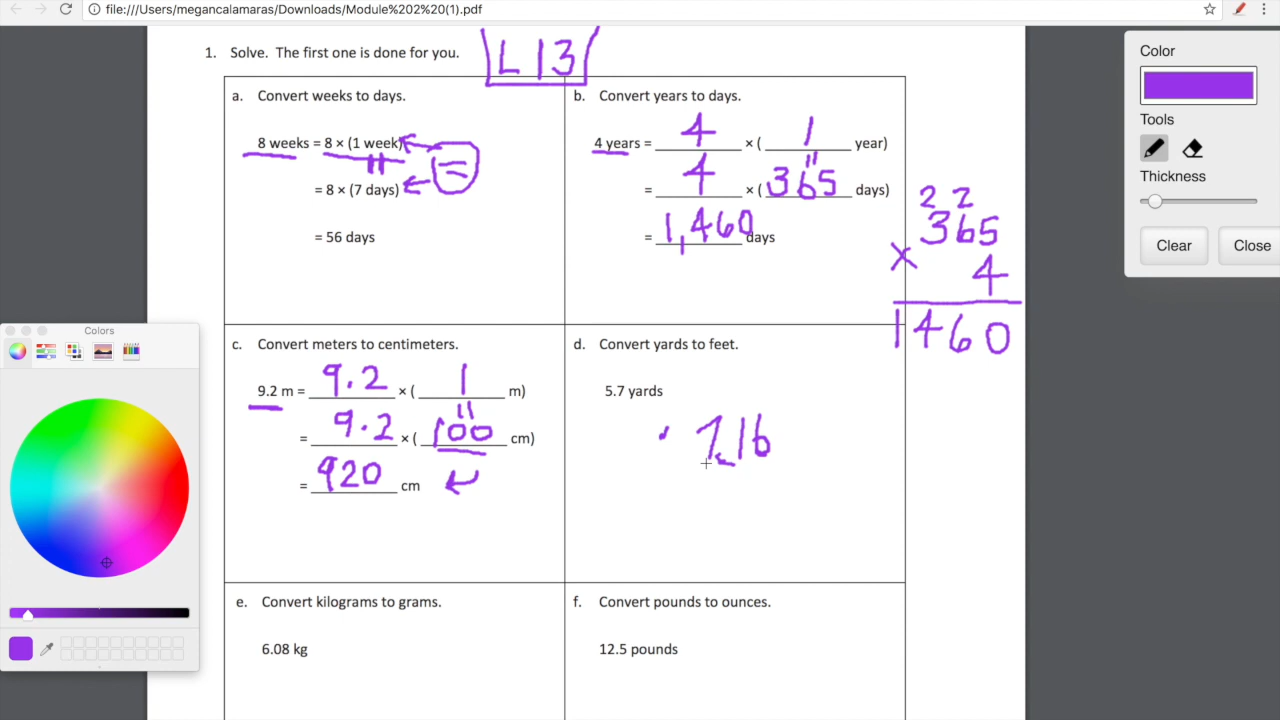 file:///Users/megancalamaras/Downloads/Module%202%20(1).pdf
1. Solve. The first one is done for you. L13
a. Convert weeks to days.
8 weeks = 8 × (1 week)
= 8 × (7 days)
= 56 days
=
b. Convert years to days.
4 years = 4 × ( 1 year)
= 4 × ( 365 days)
= 1,460 days
2 2
365
× 4
1460
c. Convert meters to centimeters.
9.2 m = 9.2 × ( 1 m)
= 9.2 × ( 100 cm)
= 920 cm
d. Convert yards to feet.
5.7 yards
e. Convert kilograms to grams.
6.08 kg
f. Convert pounds to ounces.
12.5 pounds
Color
Tools
Thickness
Clear Close
Colors